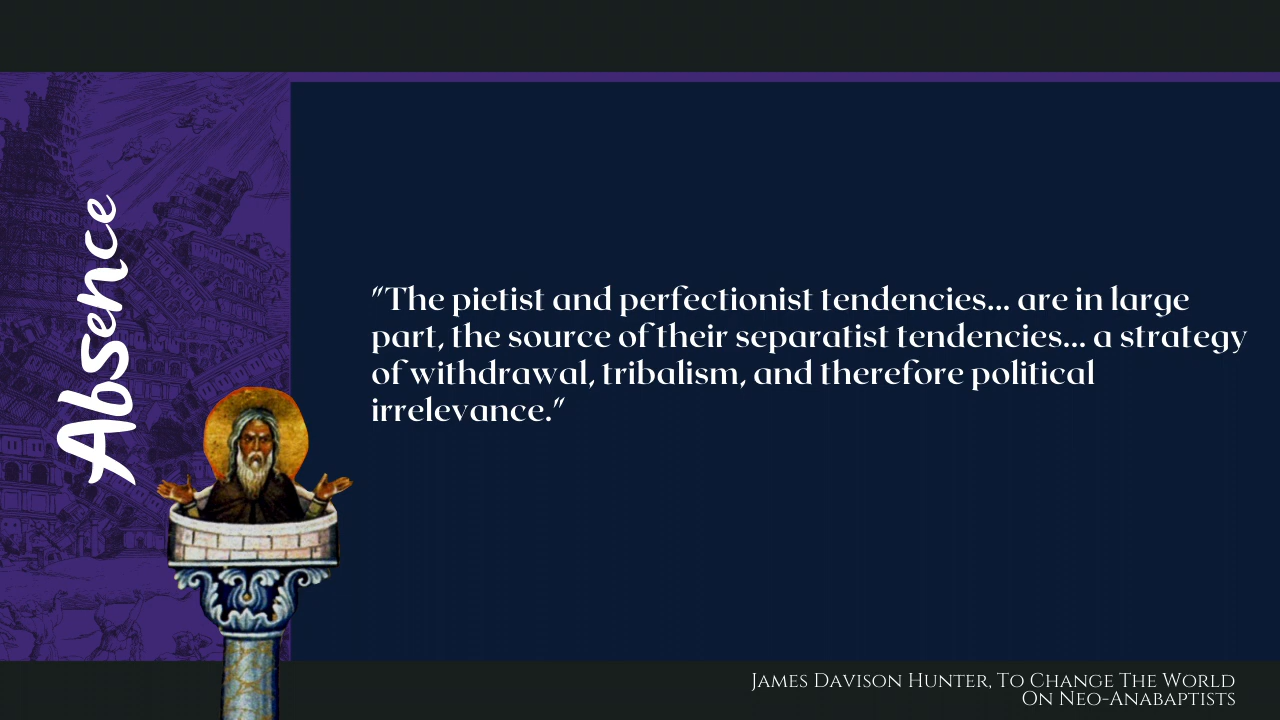 Absence
"The pietist and perfectionist tendencies... are in large
part, the source of their separatist tendencies... a strategy
of withdrawal, tribalism, and therefore political
irrelevance."
James Davison Hunter, To Change The World
On Neo-Anabaptists